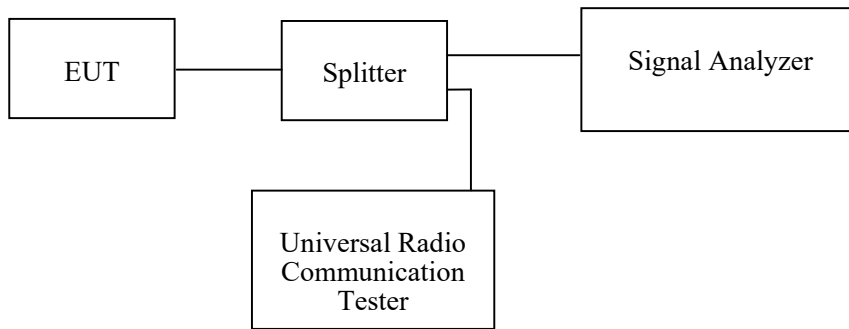 EUT
Splitter
Signal Analyzer
Universal Radio
Communication
Tester